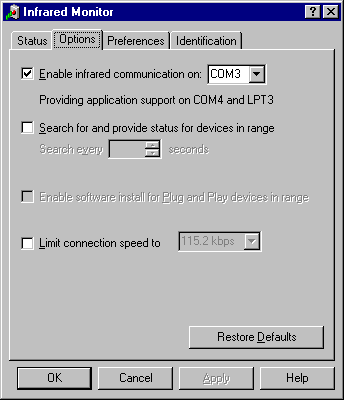 Infrared Monitor
Status Options Preferences Identification
Enable infrared communication on: COM3
Providing application support on COM4 and LPT3
Search for and provide status for devices in range
Search every seconds
Enable software install for Plug and Play devices in range
Limit connection speed to 115.2 kbps
Restore Defaults
OK Cancel Apply Help